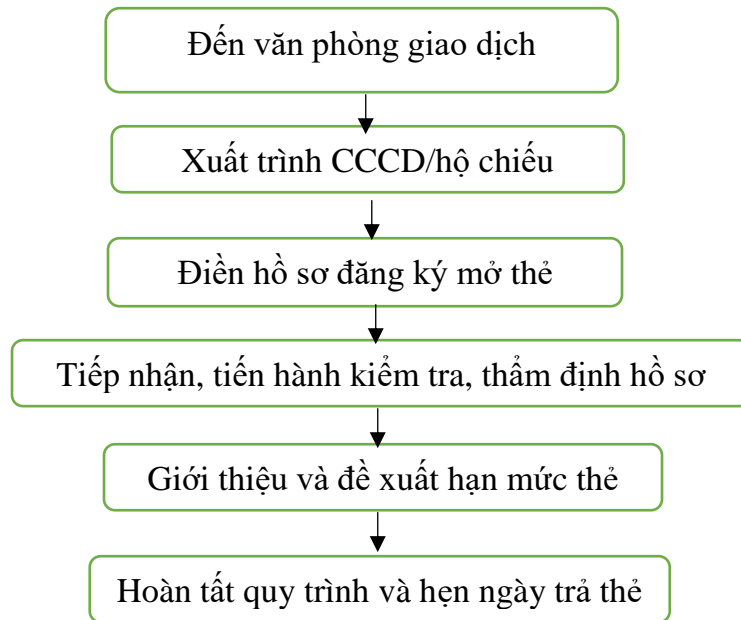 Đến văn phòng giao dịch
Xuất trình CCCD/hộ chiếu
Điền hồ sơ đăng ký mở thẻ
Tiếp nhận, tiến hành kiểm tra, thẩm định hồ sơ
Giới thiệu và đề xuất hạn mức thẻ
Hoàn tất quy trình và hẹn ngày trả thẻ